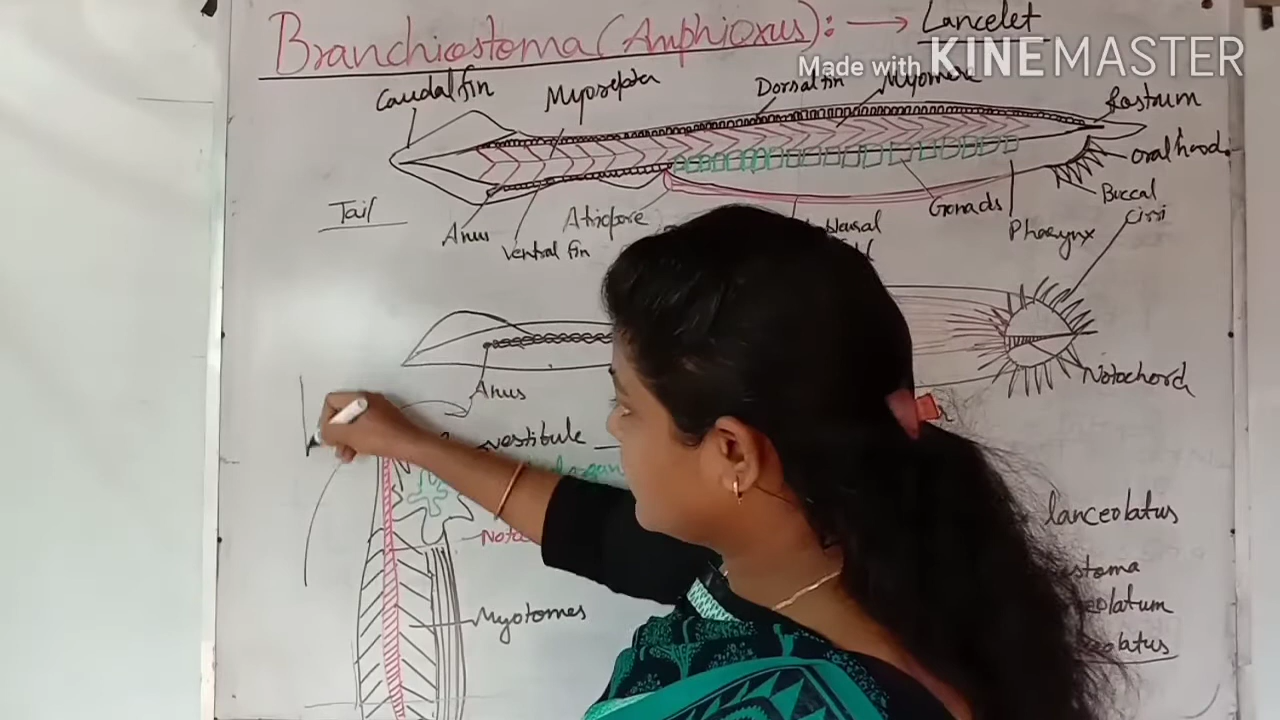 Branchiostoma (Amphioxus): → Lancelet
Made with KINEMASTER
Caudal fin
Myosepta
Dorsal fin
Myomere
Rostrum
Oral hood
Buccal
Cirri
Tail
Anus
Ventral fin
Atriopore
Gonads
Pharynx
Anus
Notochord
Vestibule
Myotomes
lanceolatus